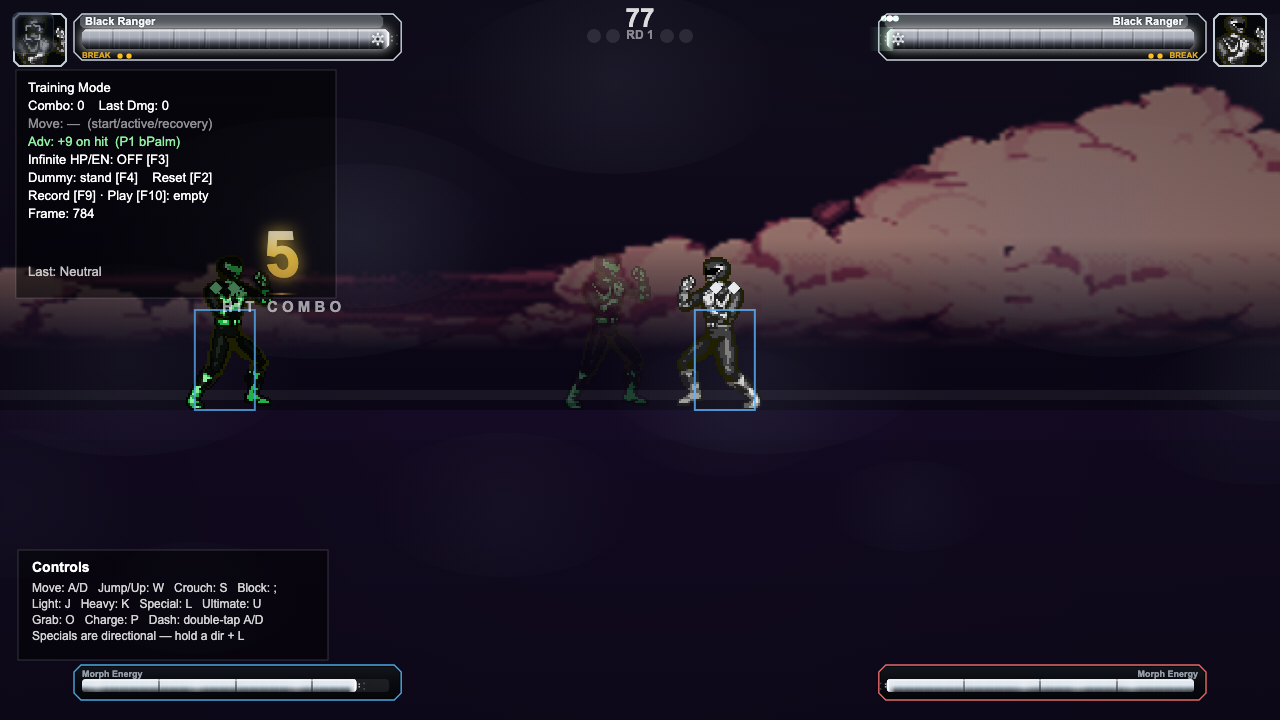 Black Ranger
BREAK
77
RD 1
Black Ranger
BREAK
Training Mode
Combo: 0 Last Dmg: 0
Move: — (start/active/recovery)
Adv: +9 on hit (P1 bPalm)
Infinite HP/EN: OFF [F3]
Dummy: stand [F4] Reset [F2]
Record [F9] · Play [F10]: empty
Frame: 784
Last: Neutral
5
HIT COMBO
Controls
Move: A/D Jump/Up: W Crouch: S Block: ;
Light: J Heavy: K Special: L Ultimate: U
Grab: O Charge: P Dash: double-tap A/D
Specials are directional — hold a dir + L
Morph Energy
Morph Energy